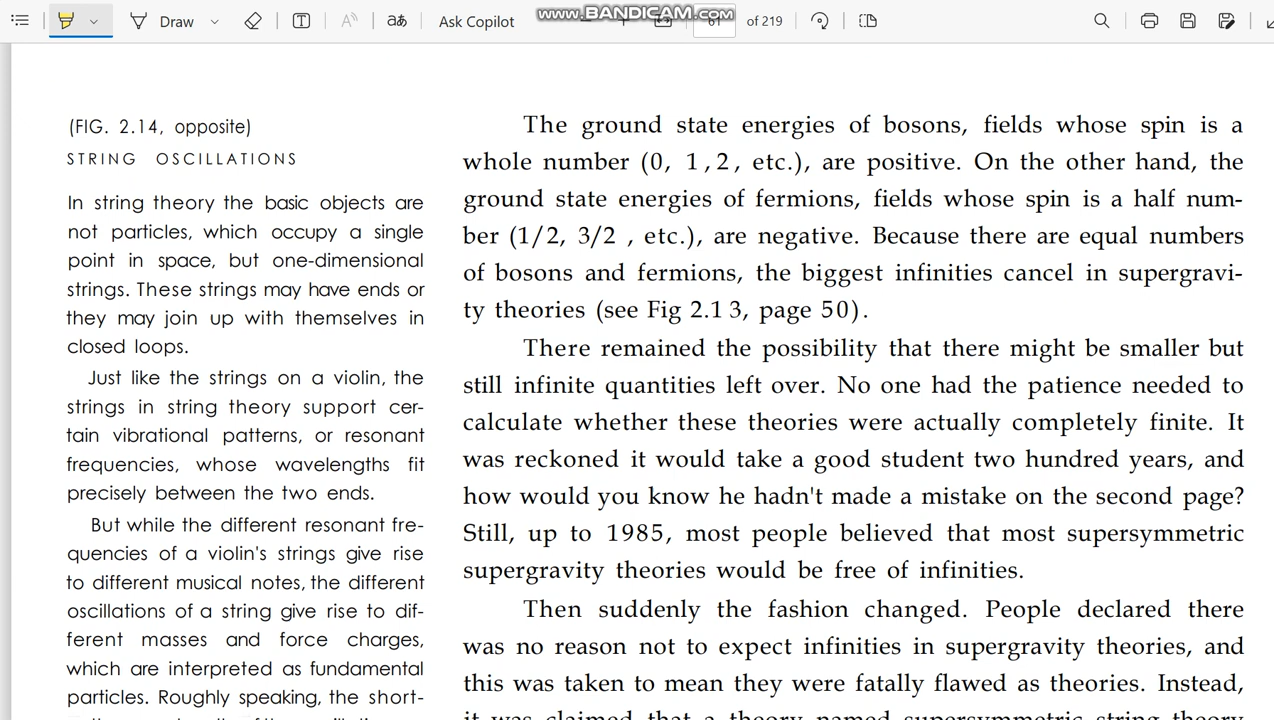 Draw
Ask Copilot
www.BANDICAM.com
61
of 219
(FIG. 2.14, opposite)
STRING OSCILLATIONS
In string theory the basic objects are
not particles, which occupy a single
point in space, but one-dimensional
strings. These strings may have ends or
they may join up with themselves in
closed loops.
Just like the strings on a violin, the
strings in string theory support cer-
tain vibrational patterns, or resonant
frequencies, whose wavelengths fit
precisely between the two ends.
But while the different resonant fre-
quencies of a violin's strings give rise
to different musical notes, the different
oscillations of a string give rise to dif-
ferent masses and force charges,
which are interpreted as fundamental
particles. Roughly speaking, the short-
The ground state energies of bosons, fields whose spin is a
whole number (0, 1,2, etc.), are positive. On the other hand, the
ground state energies of fermions, fields whose spin is a half num-
ber (1/2, 3/2 , etc.), are negative. Because there are equal numbers
of bosons and fermions, the biggest infinities cancel in supergravi-
ty theories (see Fig 2.1 3, page 50).
There remained the possibility that there might be smaller but
still infinite quantities left over. No one had the patience needed to
calculate whether these theories were actually completely finite. It
was reckoned it would take a good student two hundred years, and
how would you know he hadn't made a mistake on the second page?
Still, up to 1985, most people believed that most supersymmetric
supergravity theories would be free of infinities.
Then suddenly the fashion changed. People declared there
was no reason not to expect infinities in supergravity theories, and
this was taken to mean they were fatally flawed as theories. Instead,
it was claimed that a theory named supersymmetric string theory